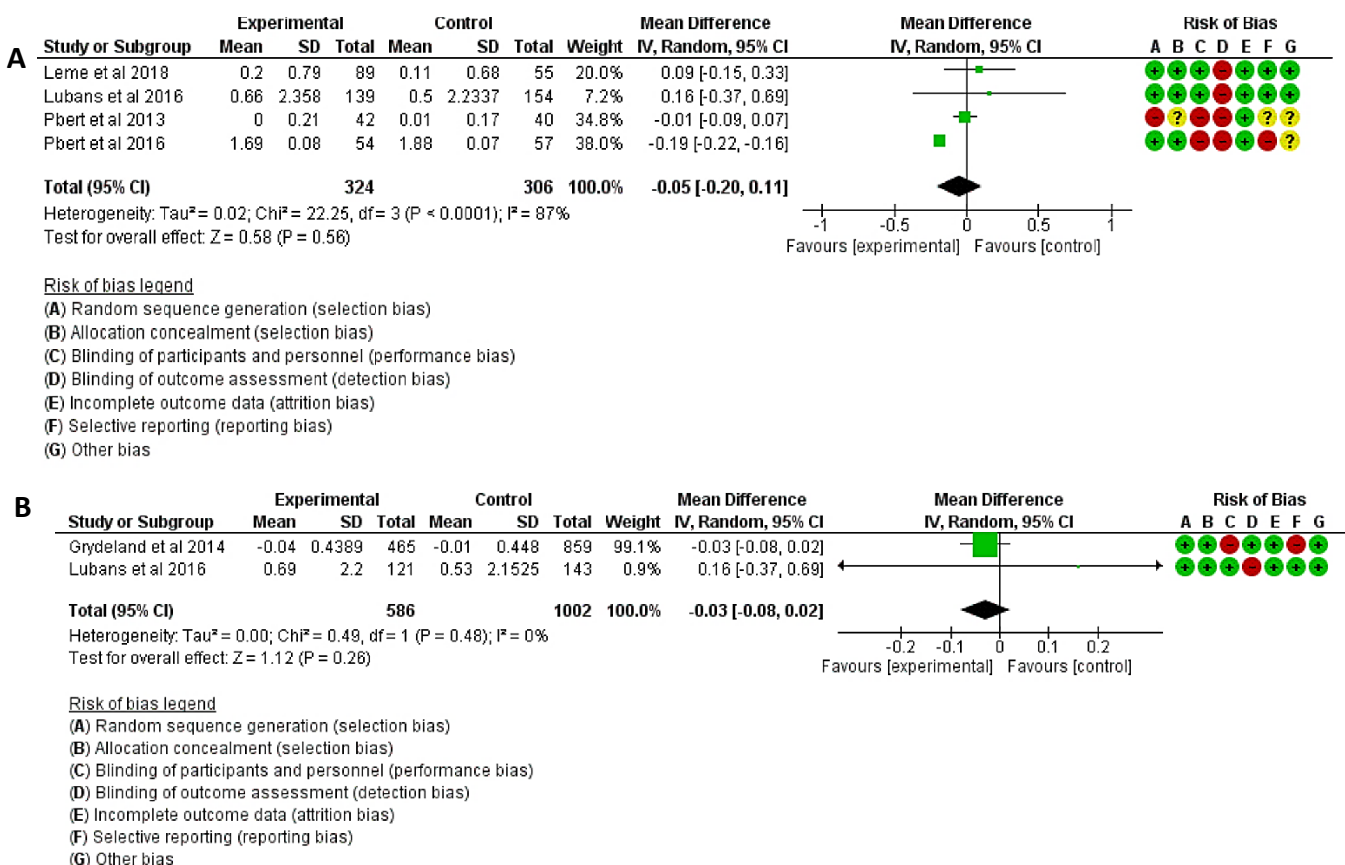 A
Experimental Control Mean Difference Mean Difference Risk of Bias
Study or Subgroup Mean SD Total Mean SD Total Weight IV, Random, 95% CI IV, Random, 95% CI A B C D E F G
Leme et al 2018 0.2 0.79 89 0.11 0.68 55 20.0% 0.09 [-0.15, 0.33] + + + - + + +
Lubans et al 2016 0.66 2.358 139 0.5 2.2337 154 7.2% 0.16 [-0.37, 0.69] + + + - + + +
Pbert et al 2013 0 0.21 42 0.01 0.17 40 34.8% -0.01 [-0.09, 0.07] - ? - - + ? ?
Pbert et al 2016 1.69 0.08 54 1.88 0.07 57 38.0% -0.19 [-0.22, -0.16] + + - - + - ?
Total (95% CI) 324 306 100.0% -0.05 [-0.20, 0.11]
Heterogeneity: Tau² = 0.02; Chi² = 22.25, df = 3 (P < 0.0001); I² = 87%
Test for overall effect: Z = 0.58 (P = 0.56)
-1 -0.5 0 0.5 1
Favours [experimental] Favours [control]
Risk of bias legend
(A) Random sequence generation (selection bias)
(B) Allocation concealment (selection bias)
(C) Blinding of participants and personnel (performance bias)
(D) Blinding of outcome assessment (detection bias)
(E) Incomplete outcome data (attrition bias)
(F) Selective reporting (reporting bias)
(G) Other bias
B
Experimental Control Mean Difference Mean Difference Risk of Bias
Study or Subgroup Mean SD Total Mean SD Total Weight IV, Random, 95% CI IV, Random, 95% CI A B C D E F G
Grydeland et al 2014 -0.04 0.4389 465 -0.01 0.448 859 99.1% -0.03 [-0.08, 0.02] + + - + + - +
Lubans et al 2016 0.69 2.2 121 0.53 2.1525 143 0.9% 0.16 [-0.37, 0.69] + + + - + + +
Total (95% CI) 586 1002 100.0% -0.03 [-0.08, 0.02]
Heterogeneity: Tau² = 0.00; Chi² = 0.49, df = 1 (P = 0.48); I² = 0%
Test for overall effect: Z = 1.12 (P = 0.26)
-0.2 -0.1 0 0.1 0.2
Favours [experimental] Favours [control]
Risk of bias legend
(A) Random sequence generation (selection bias)
(B) Allocation concealment (selection bias)
(C) Blinding of participants and personnel (performance bias)
(D) Blinding of outcome assessment (detection bias)
(E) Incomplete outcome data (attrition bias)
(F) Selective reporting (reporting bias)
(G) Other bias